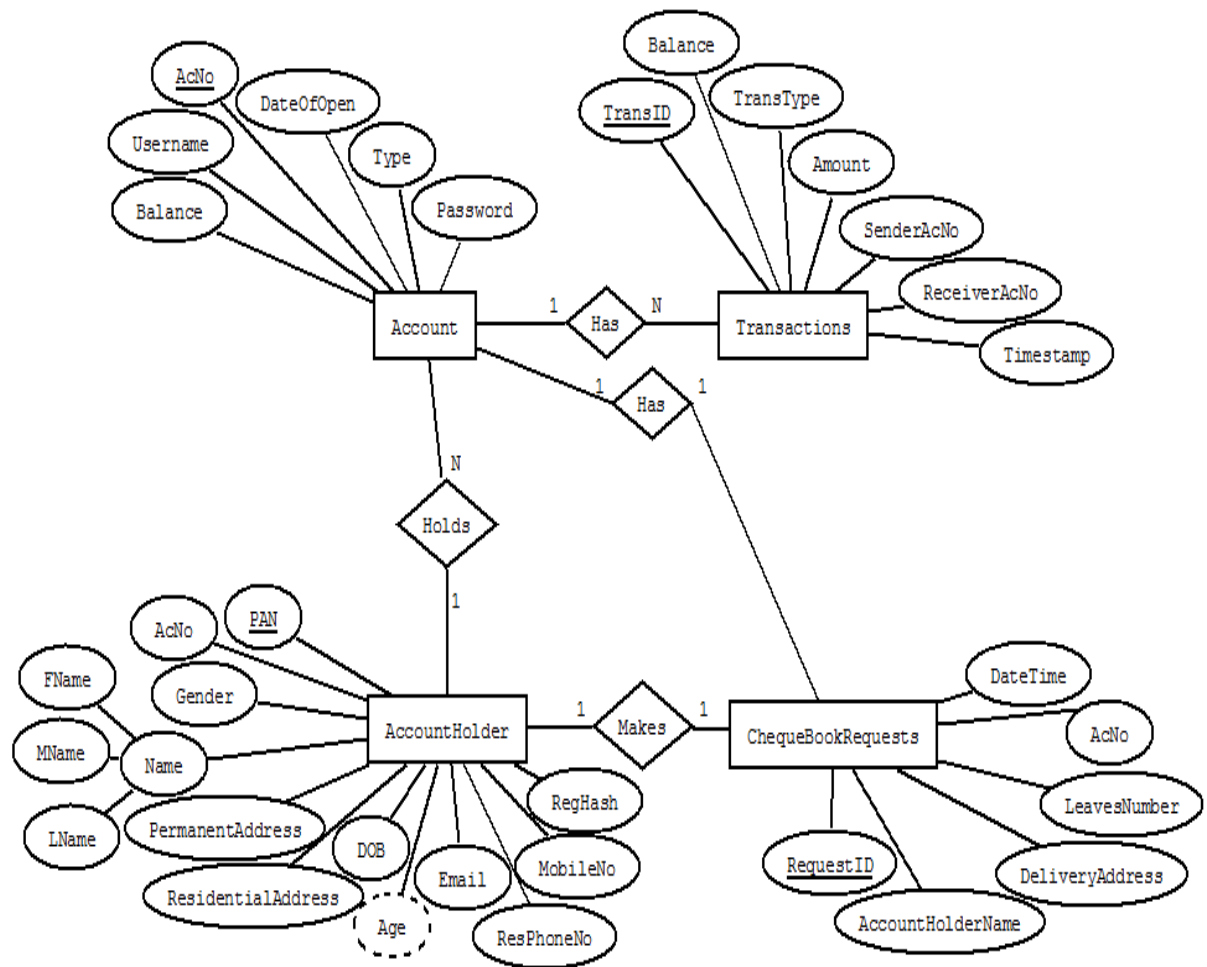 Balance
AcNo
DateOfOpen
TransID
TransType
Username
Type
Amount
Balance
Password
SenderAcNo
ReceiverAcNo
Account
1
Has
N
Transactions
Timestamp
1
Has
1
N
Holds
1
PAN
AcNo
FName
Gender
DateTime
MName
Name
AccountHolder
1
Makes
1
ChequeBookRequests
AcNo
LName
PermanentAddress
DOB
RegHash
LeavesNumber
ResidentialAddress
Email
MobileNo
RequestID
DeliveryAddress
Age
ResPhoneNo
AccountHolderName